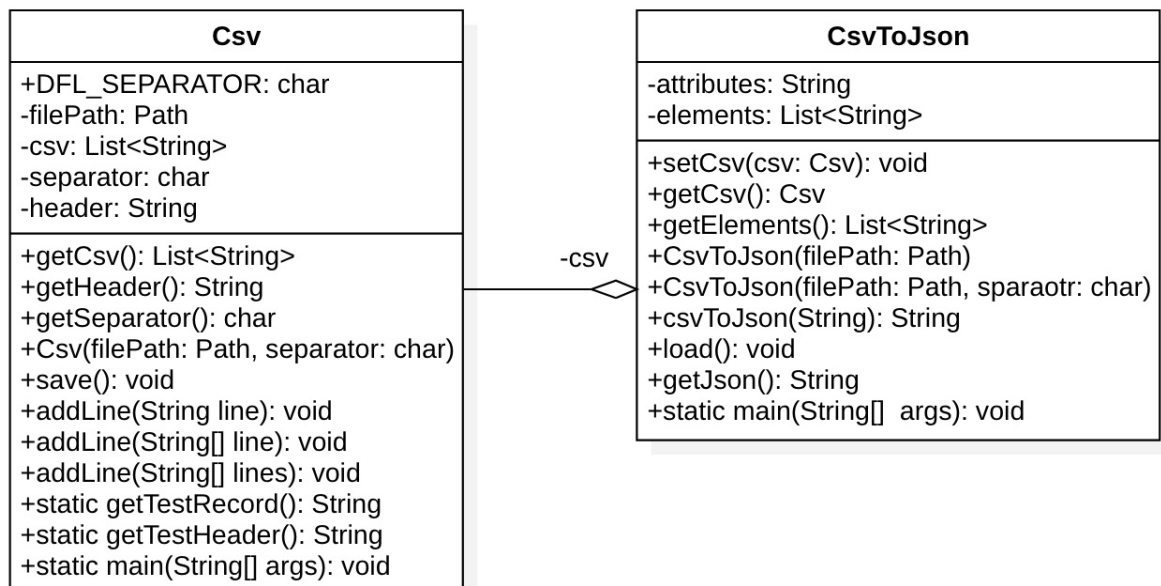 Csv
+DFL_SEPARATOR: char
-filePath: Path
-csv: List<String>
-separator: char
-header: String
+getCsv(): List<String>
+getHeader(): String
+getSeparator(): char
+Csv(filePath: Path, separator: char)
+save(): void
+addLine(String line): void
+addLine(String[] line): void
+addLine(String[] lines): void
+static getTestRecord(): String
+static getTestHeader(): String
+static main(String[] args): void
-csv
CsvToJson
-attributes: String
-elements: List<String>
+setCsv(csv: Csv): void
+getCsv(): Csv
+getElements(): List<String>
+CsvToJson(filePath: Path)
+CsvToJson(filePath: Path, sparaotr: char)
+csvToJson(String): String
+load(): void
+getJson(): String
+static main(String[]  args): void